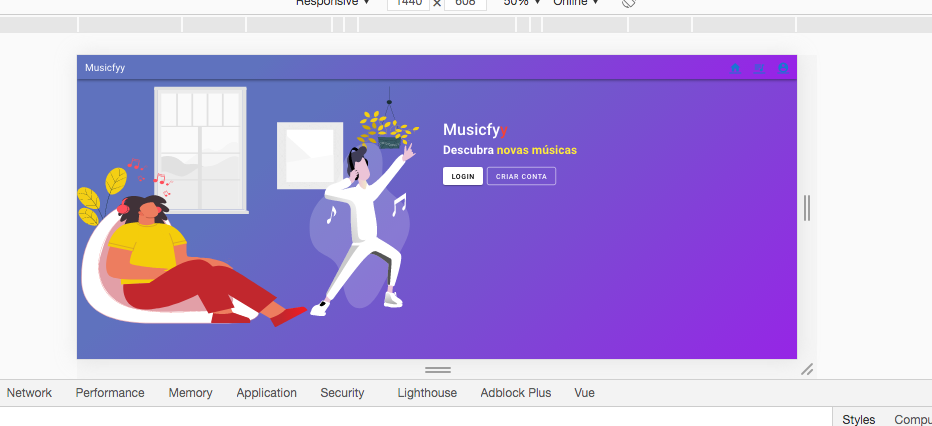 Responsive ▼ 1440 × 608 50% ▼ Online ▼
Musicfyy
Musicfyy
Descubra novas músicas
LOGIN CRIAR CONTA
Network Performance Memory Application Security Lighthouse Adblock Plus Vue
Styles Compu